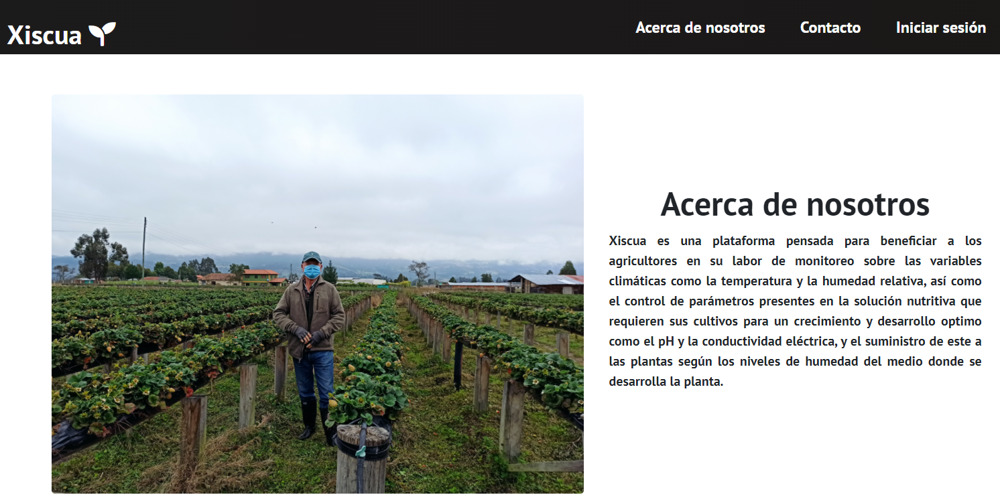 Xiscua
Acerca de nosotros
Contacto
Iniciar sesión
Acerca de nosotros
Xiscua es una plataforma pensada para beneficiar a los
agricultores en su labor de monitoreo sobre las variables
climáticas como la temperatura y la humedad relativa, así como
el control de parámetros presentes en la solución nutritiva que
requieren sus cultivos para un crecimiento y desarrollo optimo
como el pH y la conductividad eléctrica, y el suministro de este a
las plantas según los niveles de humedad del medio donde se
desarrolla la planta.